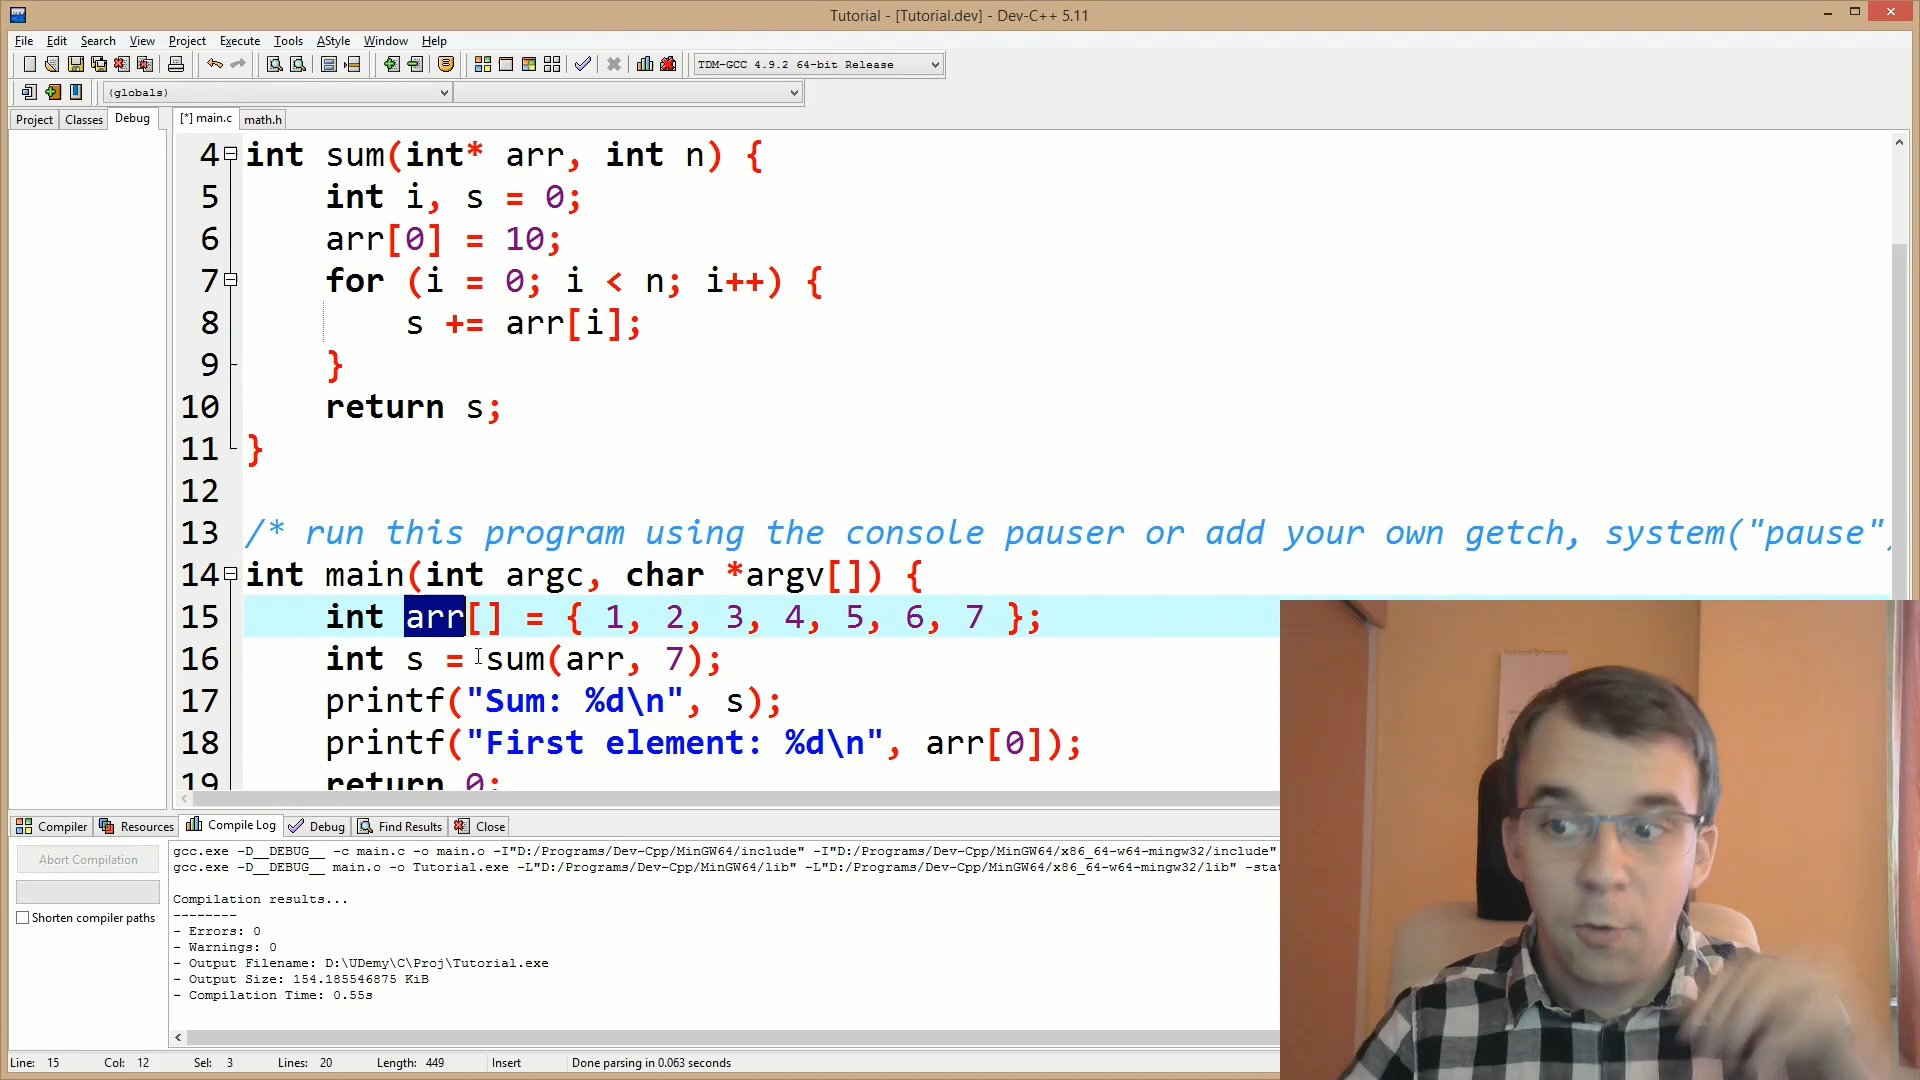 Tutorial - [Tutorial.dev] - Dev-C++ 5.11
File Edit Search View Project Execute Tools AStyle Window Help
TDM-GCC 4.9.2 64-bit Release
(globals)
Project Classes Debug [*] main.c math.h
4 int sum(int* arr, int n) {
5 int i, s = 0;
6 arr[0] = 10;
7 for (i = 0; i < n; i++) {
8 s += arr[i];
9 }
10 return s;
11 }
12
13 /* run this program using the console pauser or add your own getch, system("pause")
14 int main(int argc, char *argv[]) {
15 int arr[] = { 1, 2, 3, 4, 5, 6, 7 };
16 int s = sum(arr, 7);
17 printf("Sum: %d\n", s);
18 printf("First element: %d\n", arr[0]);
19 return 0;
Compiler Resources Compile Log Debug Find Results Close
Abort Compilation
Shorten compiler paths
gcc.exe -D__DEBUG__ -c main.c -o main.o -I"D:/Programs/Dev-Cpp/MinGW64/include" -I"D:/Programs/Dev-Cpp/MinGW64/x86_64-w64-mingw32/include"
gcc.exe -D__DEBUG__ main.o -o Tutorial.exe -L"D:/Programs/Dev-Cpp/MinGW64/lib" -L"D:/Programs/Dev-Cpp/MinGW64/x86_64-w64-mingw32/lib" -sta
Compilation results...
--------
- Errors: 0
- Warnings: 0
- Output Filename: D:\UDemy\C\Proj\Tutorial.exe
- Output Size: 154.185546875 KiB
- Compilation Time: 0.55s
Line: 15 Col: 12 Sel: 3 Lines: 20 Length: 449 Insert Done parsing in 0.063 seconds